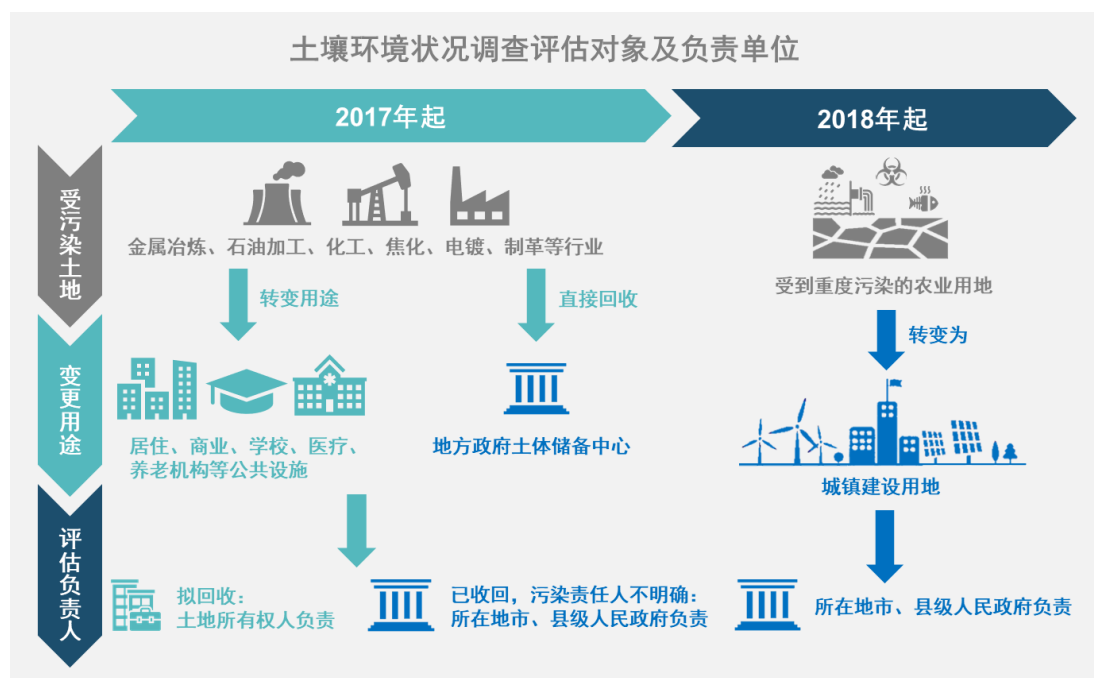 土壤环境状况调查评估对象及负责单位
2017年起
2018年起
受污染土地
金属冶炼、石油加工、化工、焦化、电镀、制革等行业
受到重度污染的农业用地
转变用途
直接回收
转变为
变更用途
居住、商业、学校、医疗、
养老机构等公共设施
地方政府土体储备中心
城镇建设用地
评估负责人
拟回收：
土地所有权人负责
已收回，污染责任人不明确：
所在地市、县级人民政府负责
所在地市、县级人民政府负责